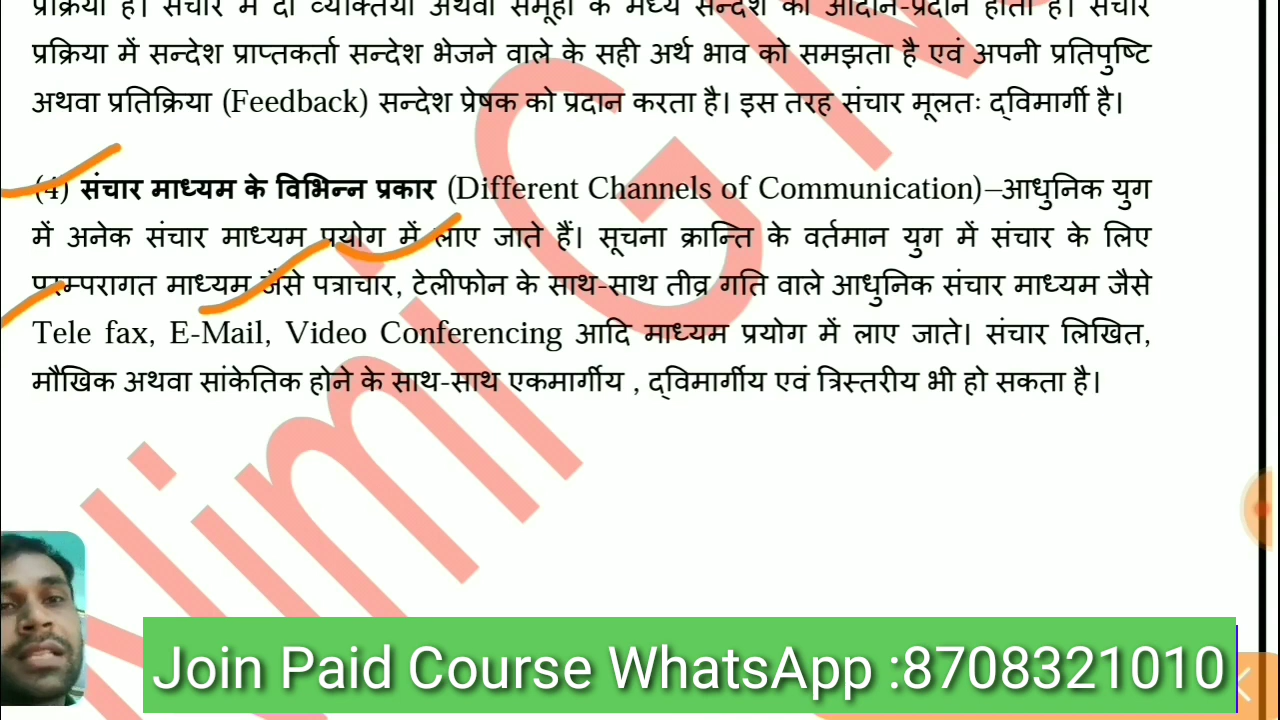 प्रक्रिया है। संचार में दो व्यक्तियों अथवा समूहों के मध्य सन्देश का आदान-प्रदान होता है। संचार
प्रक्रिया में सन्देश प्राप्तकर्ता सन्देश भेजने वाले के सही अर्थ भाव को समझता है एवं अपनी प्रतिपुष्टि
अथवा प्रतिक्रिया (Feedback) सन्देश प्रेषक को प्रदान करता है। इस तरह संचार मूलतः द्विमार्गी है।
(4) संचार माध्यम के विभिन्न प्रकार (Different Channels of Communication)–आधुनिक युग
में अनेक संचार माध्यम प्रयोग में लाए जाते हैं। सूचना क्रान्ति के वर्तमान युग में संचार के लिए
परम्परागत माध्यम जैसे पत्राचार, टेलीफोन के साथ-साथ तीव्र गति वाले आधुनिक संचार माध्यम जैसे
Tele fax, E-Mail, Video Conferencing आदि माध्यम प्रयोग में लाए जाते। संचार लिखित,
मौखिक अथवा सांकेतिक होने के साथ-साथ एकमार्गीय , द्विमार्गीय एवं त्रिस्तरीय भी हो सकता है।
Join Paid Course WhatsApp :8708321010